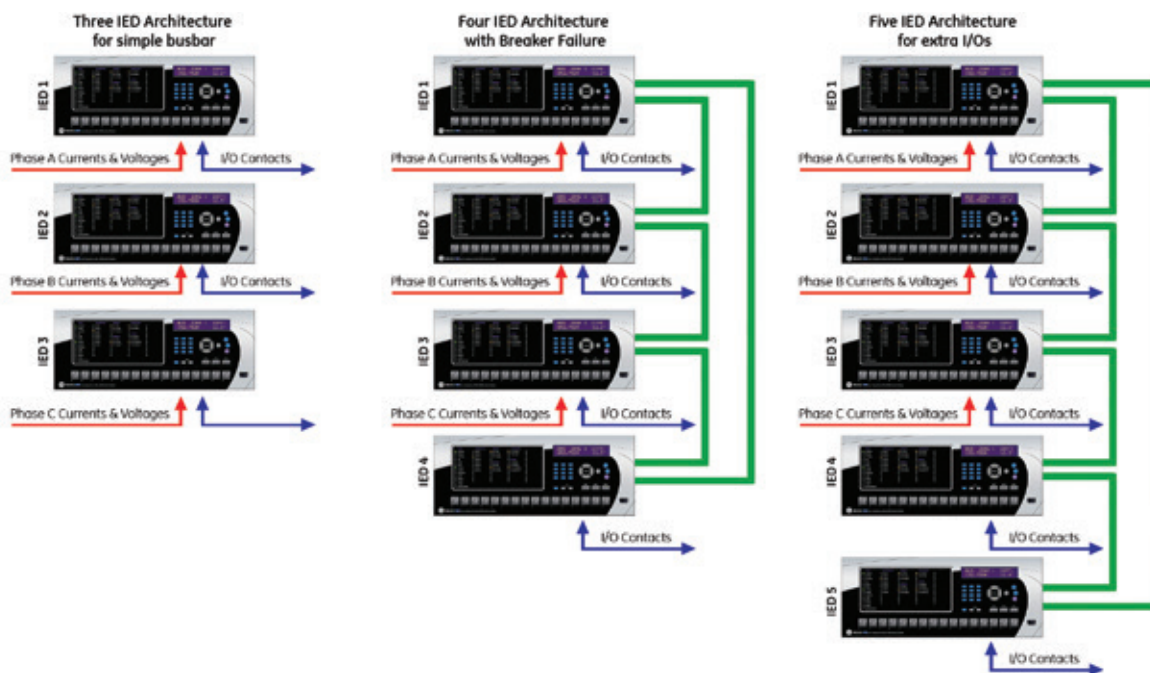 Three IED Architecture
for simple busbar
IED 1
Phase A Currents & Voltages
I/O Contacts
IED 2
Phase B Currents & Voltages
I/O Contacts
IED 3
Phase C Currents & Voltages
Four IED Architecture
with Breaker Failure
IED 1
Phase A Currents & Voltages
I/O Contacts
IED 2
Phase B Currents & Voltages
I/O Contacts
IED 3
Phase C Currents & Voltages
I/O Contacts
IED 4
I/O Contacts
Five IED Architecture
for extra I/Os
IED 1
Phase A Currents & Voltages
I/O Contacts
IED 2
Phase B Currents & Voltages
I/O Contacts
IED 3
Phase C Currents & Voltages
I/O Contacts
IED 4
I/O Contacts
IED 5
I/O Contacts